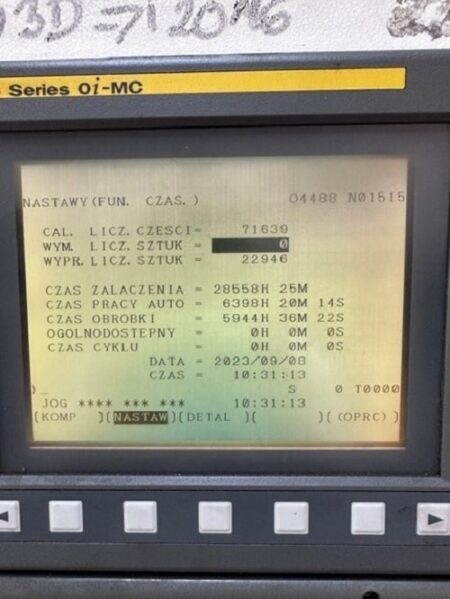 3D=7i20M6
Series 0i-MC
NASTAWY(FUN. CZAS.) O4488 N01515
CAL. LICZ.CZESCI= 71639
WYM. LICZ.SZTUK = 0
WYPR.LICZ.SZTUK = 22946
CZAS ZALACZENIA = 28558H 25M
CZAS PRACY AUTO = 6398H 20M 14S
CZAS OBROBKI = 5944H 36M 22S
OGOLNODOSTEPNY = 0H 0M 0S
CZAS CYKLU = 0H 0M 0S
DATA = 2023/09/08
CZAS = 10:31:13
)_ S 0 T0000
JOG **** *** *** 10:31:13
(KOMP )(NASTAW)(DETAL )( )( (OPRC) )